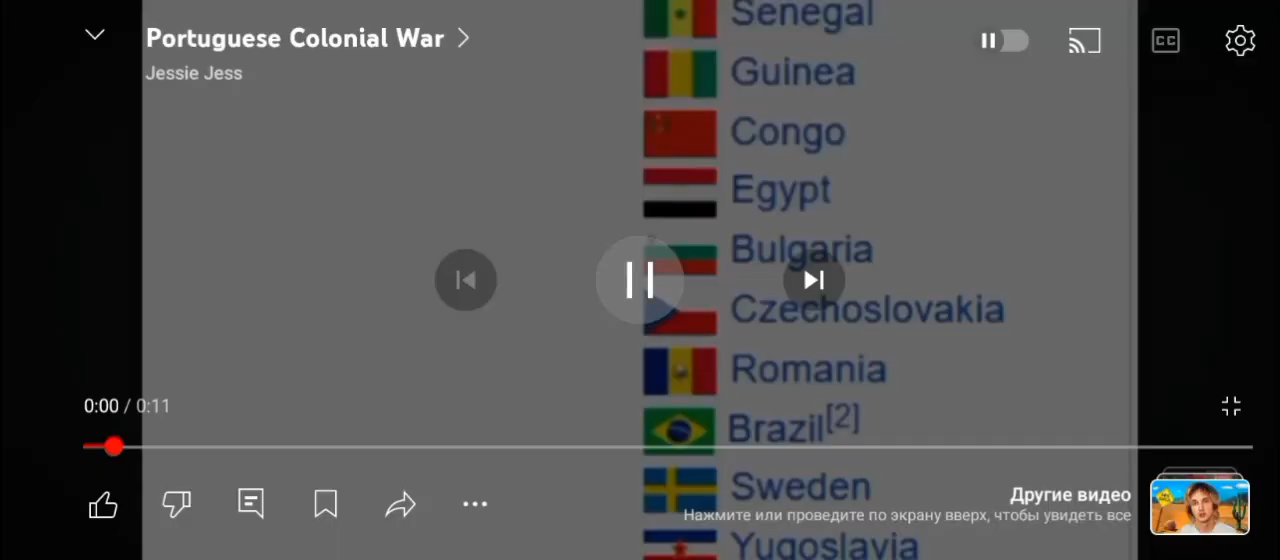 Senegal
Portuguese Colonial War
Jessie Jess
CC
Guinea
Congo
Egypt
Bulgaria
Czechoslovakia
Romania
0:00 / 0:11
Brazil[2]
Sweden
Другие видео
Нажмите или проведите по экрану вверх, чтобы увидеть все
Yugoslavia